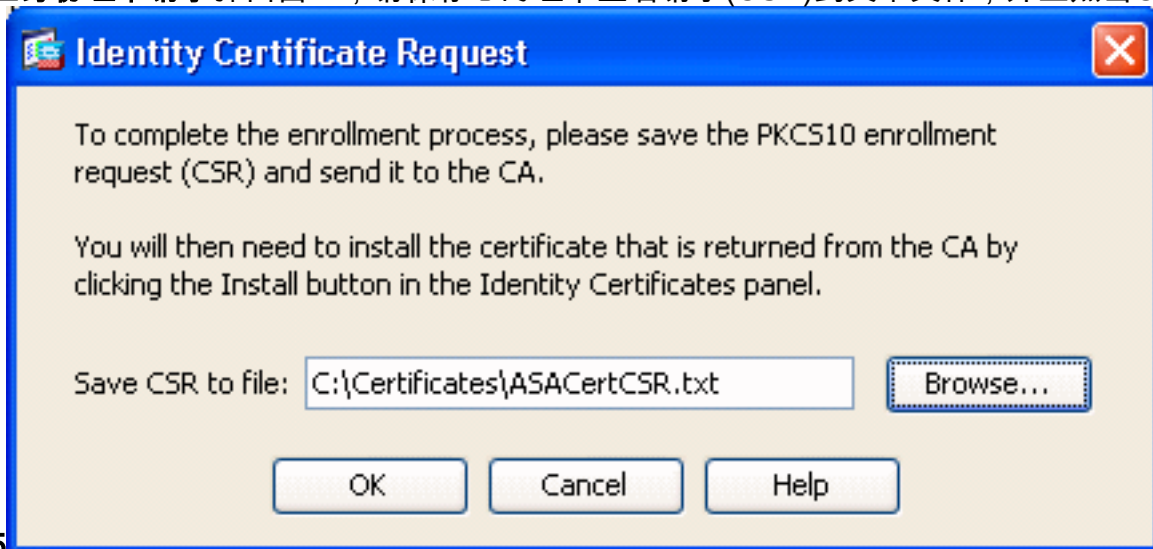 Identity Certificate Request
To complete the enrollment process, please save the PKCS10 enrollment
request (CSR) and send it to the CA.
You will then need to install the certificate that is returned from the CA by
clicking the Install button in the Identity Certificates panel.
Save CSR to file: C:\Certificates\ASACertCSR.txt Browse...
OK Cancel Help